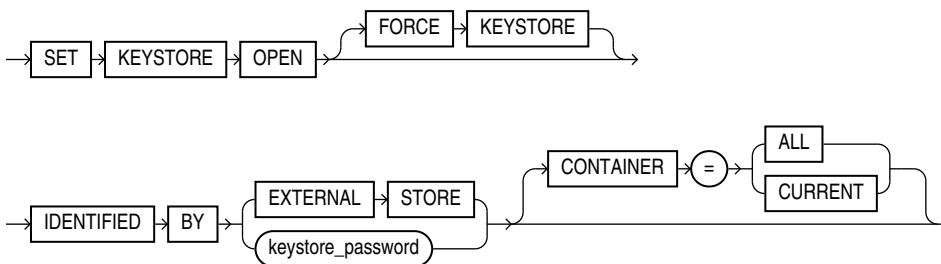 FORCE KEYSTORE
SET KEYSTORE OPEN
ALL
CONTAINER =
CURRENT
EXTERNAL STORE
IDENTIFIED BY
keystore_password